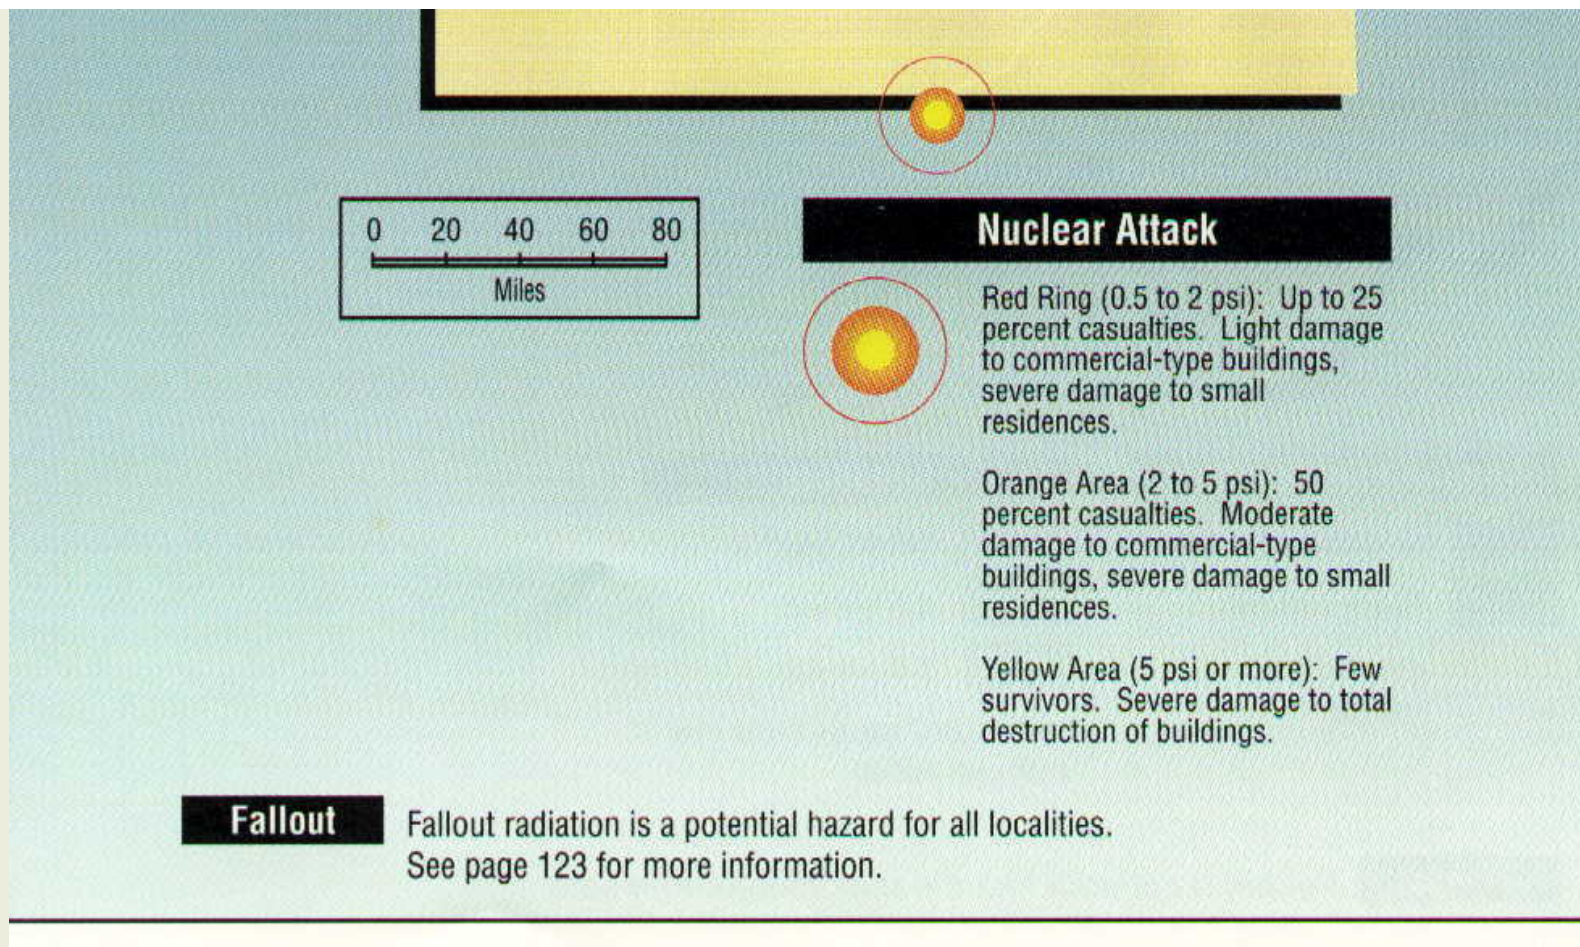 0 20 40 60 80
Miles
Nuclear Attack
Red Ring (0.5 to 2 psi): Up to 25
percent casualties. Light damage
to commercial-type buildings,
severe damage to small
residences.
Orange Area (2 to 5 psi): 50
percent casualties. Moderate
damage to commercial-type
buildings, severe damage to small
residences.
Yellow Area (5 psi or more): Few
survivors. Severe damage to total
destruction of buildings.
Fallout
Fallout radiation is a potential hazard for all localities.
See page 123 for more information.